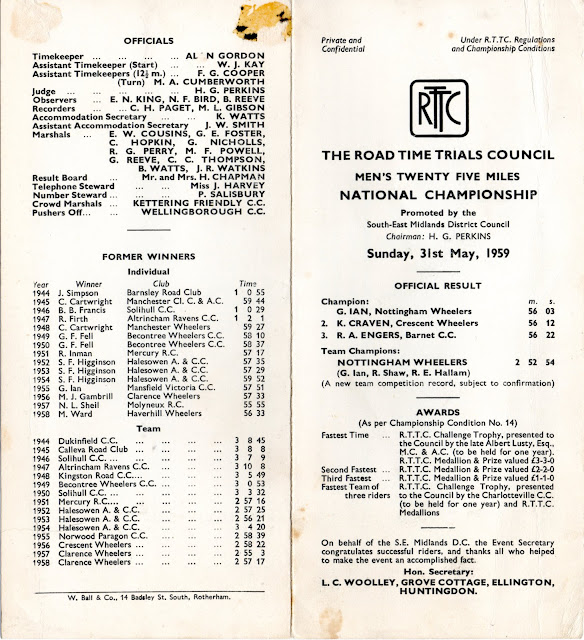 OFFICIALS
Timekeeper ... ... ... ... AL N GORDON
Assistant Timekeeper (Start) ... ... W. J. KAY
Assistant Timekeepers (12½ m.) ... F. G. COOPER
(Turn) M. A. CUMBERWORTH
Judge ... ... ... ... H. G. PERKINS
Observers ... E. N. KING, N. F. BIRD, B. REEVE
Recorders ... C. H. PAGET, M. L. GIBSON
Accommodation Secretary ... ... K. WATTS
Assistant Accommodation Secretary J. W. SMITH
Marshals ... E. W. COUSINS, G. E. FOSTER,
C. HOPKIN, G. NICHOLLS,
R. G. PERRY, M. F. POWELL,
G. REEVE, C. C. THOMPSON,
B. WATTS, J. R. WATKINS
Result Board ... Mr. and Mrs. H. CHAPMAN
Telephone Steward ... ... Miss J. HARVEY
Number Steward ... ... ... P. SALISBURY
Crowd Marshals ... KETTERING FRIENDLY C.C.
Pushers Off... ... WELLINGBOROUGH C.C.
FORMER WINNERS
Individual
Year Winner Club Time
1944 J. Simpson Barnsley Road Club 1 0 55
1945 C. Cartwright Manchester Cl. C. & A.C. 59 44
1946 B. B. Francis Solihull C.C. 1 0 29
1947 R. Firth Altrincham Ravens C.C. 1 2 1
1948 C. Cartwright Manchester Wheelers 59 27
1949 G. F. Fell Becontree Wheelers C.C. 58 10
1950 G. F. Fell Becontree Wheelers C.C. 58 37
1951 R. Inman Mercury R.C. 57 17
1952 S. F. Higginson Halesowen A. & C.C. 57 35
1953 S. F. Higginson Halesowen A. & C.C. 57 29
1954 S. F. Higginson Halesowen A. & C.C. 59 52
1955 G. Ian Mansfield Victoria C.C. 57 51
1956 M. J. Gambrill Clarence Wheelers 57 33
1957 N. L. Sheil Molyneux R.C. 55 55
1958 M. Ward Haverhill Wheelers 56 33
Team
1944 Dukinfield C.C. ... ... ... 3 8 45
1945 Calleva Road Club ... ... ... 3 8 8
1946 Solihull C.C. ... ... ... ... 3 7 9
1947 Altrincham Ravens C.C. ... ... 3 10 8
1948 Kingston Road C.C.... ... ... 3 5 49
1949 Becontree Wheelers C.C. ... ... 3 0 53
1950 Solihull C.C. ... ... ... ... 3 3 32
1951 Mercury R.C.... ... ... ... 2 57 16
1952 Halesowen A. & C.C. ... ... 2 57 25
1953 Halesowen A. & C.C. ... ... 2 56 21
1954 Halesowen A. & C.C. ... ... 3 4 20
1955 Norwood Paragon C.C. ... ... 2 58 39
1956 Crescent Wheelers ... ... ... 2 58 22
1957 Clarence Wheelers ... ... ... 2 55 3
1958 Clarence Wheelers ... ... ... 2 57 17
W. Ball & Co., 14 Badsley St. South, Rotherham.
Private and Confidential
Under R.T.T.C. Regulations and Championship Conditions
RTTC
THE ROAD TIME TRIALS COUNCIL
MEN'S TWENTY FIVE MILES
NATIONAL CHAMPIONSHIP
Promoted by the
South-East Midlands District Council
Chairman: H. G. PERKINS
Sunday, 31st May, 1959
OFFICIAL RESULT
Champion: m. s.
G. IAN, Nottingham Wheelers 56 03
2. K. CRAVEN, Crescent Wheelers 56 12
3. R. A. ENGERS, Barnet C.C. 56 22
Team Champions:
NOTTINGHAM WHEELERS 2 52 54
(G. Ian, R. Shaw, R. E. Hallam)
(A new team competition record, subject to confirmation)
AWARDS
(As per Championship Condition No. 14)
Fastest Time ... R.T.T.C. Challenge Trophy, presented to
the Council by the late Albert Lusty, Esq.,
M.C. & A.C. (to be held for one year).
R.T.T.C. Medallion & Prize valued £3-3-0
Second Fastest ... R.T.T.C. Medallion & Prize valued £2-2-0
Third Fastest ... R.T.T.C. Medallion & Prize valued £1-1-0
Fastest Team of R.T.T.C. Challenge Trophy, presented
three riders to the Council by the Charlotteville C.C.
(to be held for one year) and R.T.T.C.
Medallions
On behalf of the S.E. Midlands D.C. the Event Secretary
congratulates successful riders, and thanks all who helped
to make the event an accomplished fact.
Hon. Secretary:
L. C. WOOLLEY, GROVE COTTAGE, ELLINGTON,
HUNTINGDON.